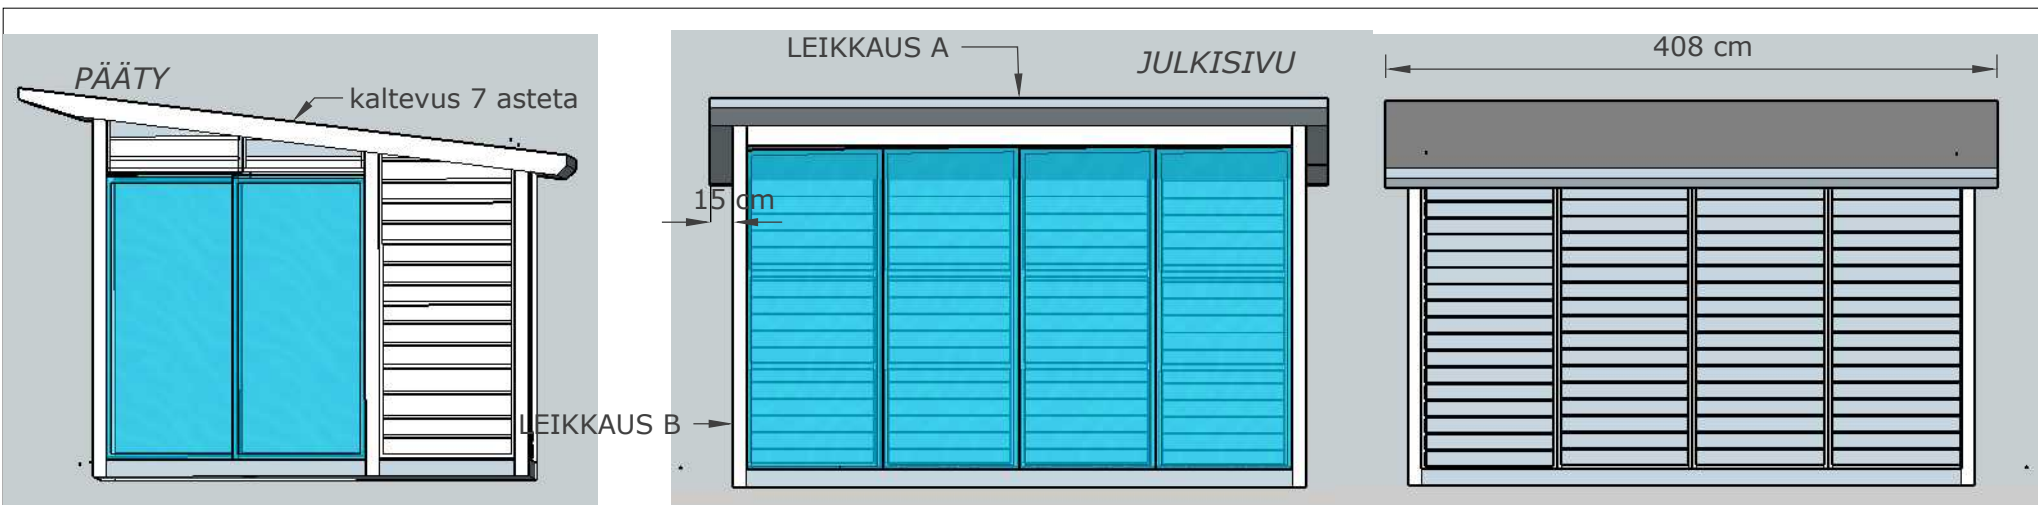 PÄÄTY
kaltevus 7 asteta
LEIKKAUS A
JULKISIVU
408 cm
15 cm
LEIKKAUS B